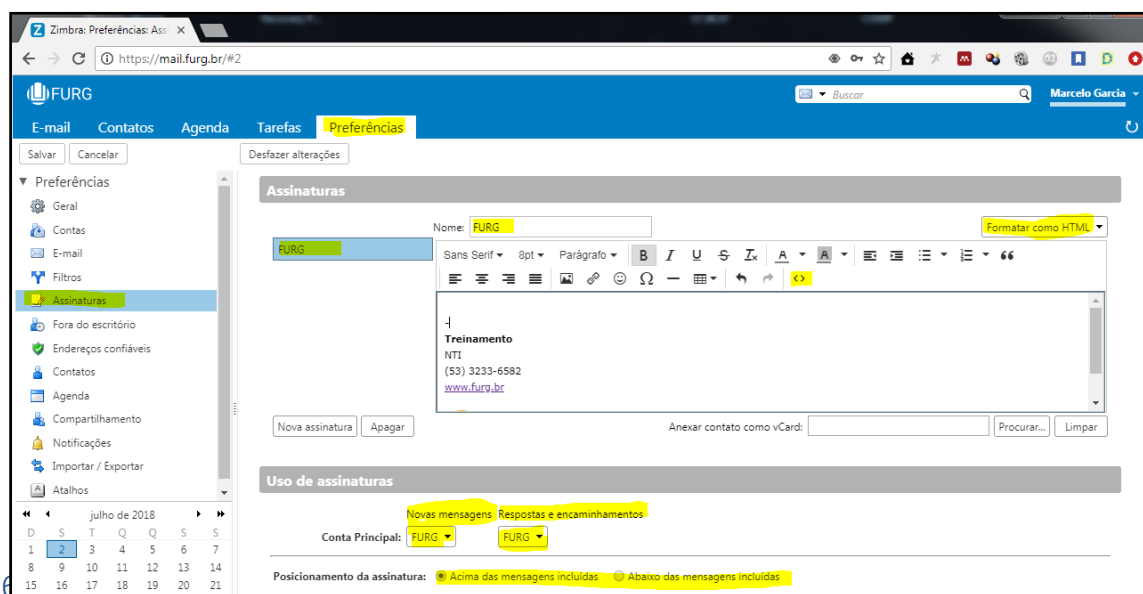 Zimbra: Preferências: Ass
https://mail.furg.br/#2
FURG
Buscar
Marcelo Garcia
E-mail Contatos Agenda Tarefas Preferências
Salvar Cancelar Desfazer alterações
Preferências
Geral
Contas
E-mail
Filtros
Assinaturas
Fora do escritório
Endereços confiáveis
Contatos
Agenda
Compartilhamento
Notificações
Importar / Exportar
Atalhos
julho de 2018
D S T Q Q S S
1 2 3 4 5 6 7
8 9 10 11 12 13 14
15 16 17 18 19 20 21
Assinaturas
Nome: FURG Formatar como HTML
FURG
Sans Serif 8pt Parágrafo B I U S Ix A A
Ω <>
-
Treinamento
NTI
(53) 3233-6582
www.furg.br
Nova assinatura Apagar Anexar contato como vCard: Procurar... Limpar
Uso de assinaturas
Novas mensagens Respostas e encaminhamentos
Conta Principal: FURG FURG
Posicionamento da assinatura: Acima das mensagens incluídas Abaixo das mensagens incluídas